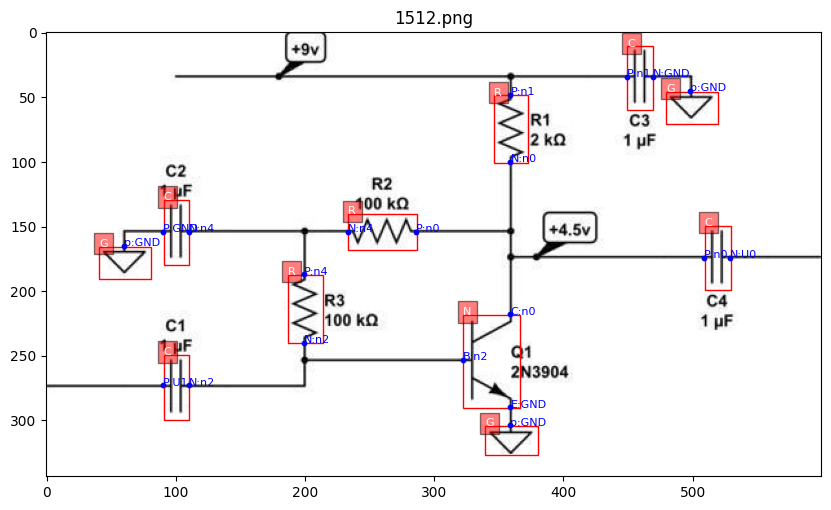 1512.png
0
50
100
150
200
250
300
0
100
200
300
400
500
+9v
C
P:n1
N:GND
G
p:GND
C3
1 µF
R
P:n1
R1
2 kΩ
N:n0
C2
1 µF
C
P:GND
N:n4
G
p:GND
R2
100 kΩ
R
N:n4
P:n0
+4.5v
C
P:n0
N:U0
C4
1 µF
R
P:n4
R3
100 kΩ
N:n2
C1
1 µF
C
P:U1
N:n2
N
C:n0
B:n2
Q1
2N3904
E:GND
G
p:GND